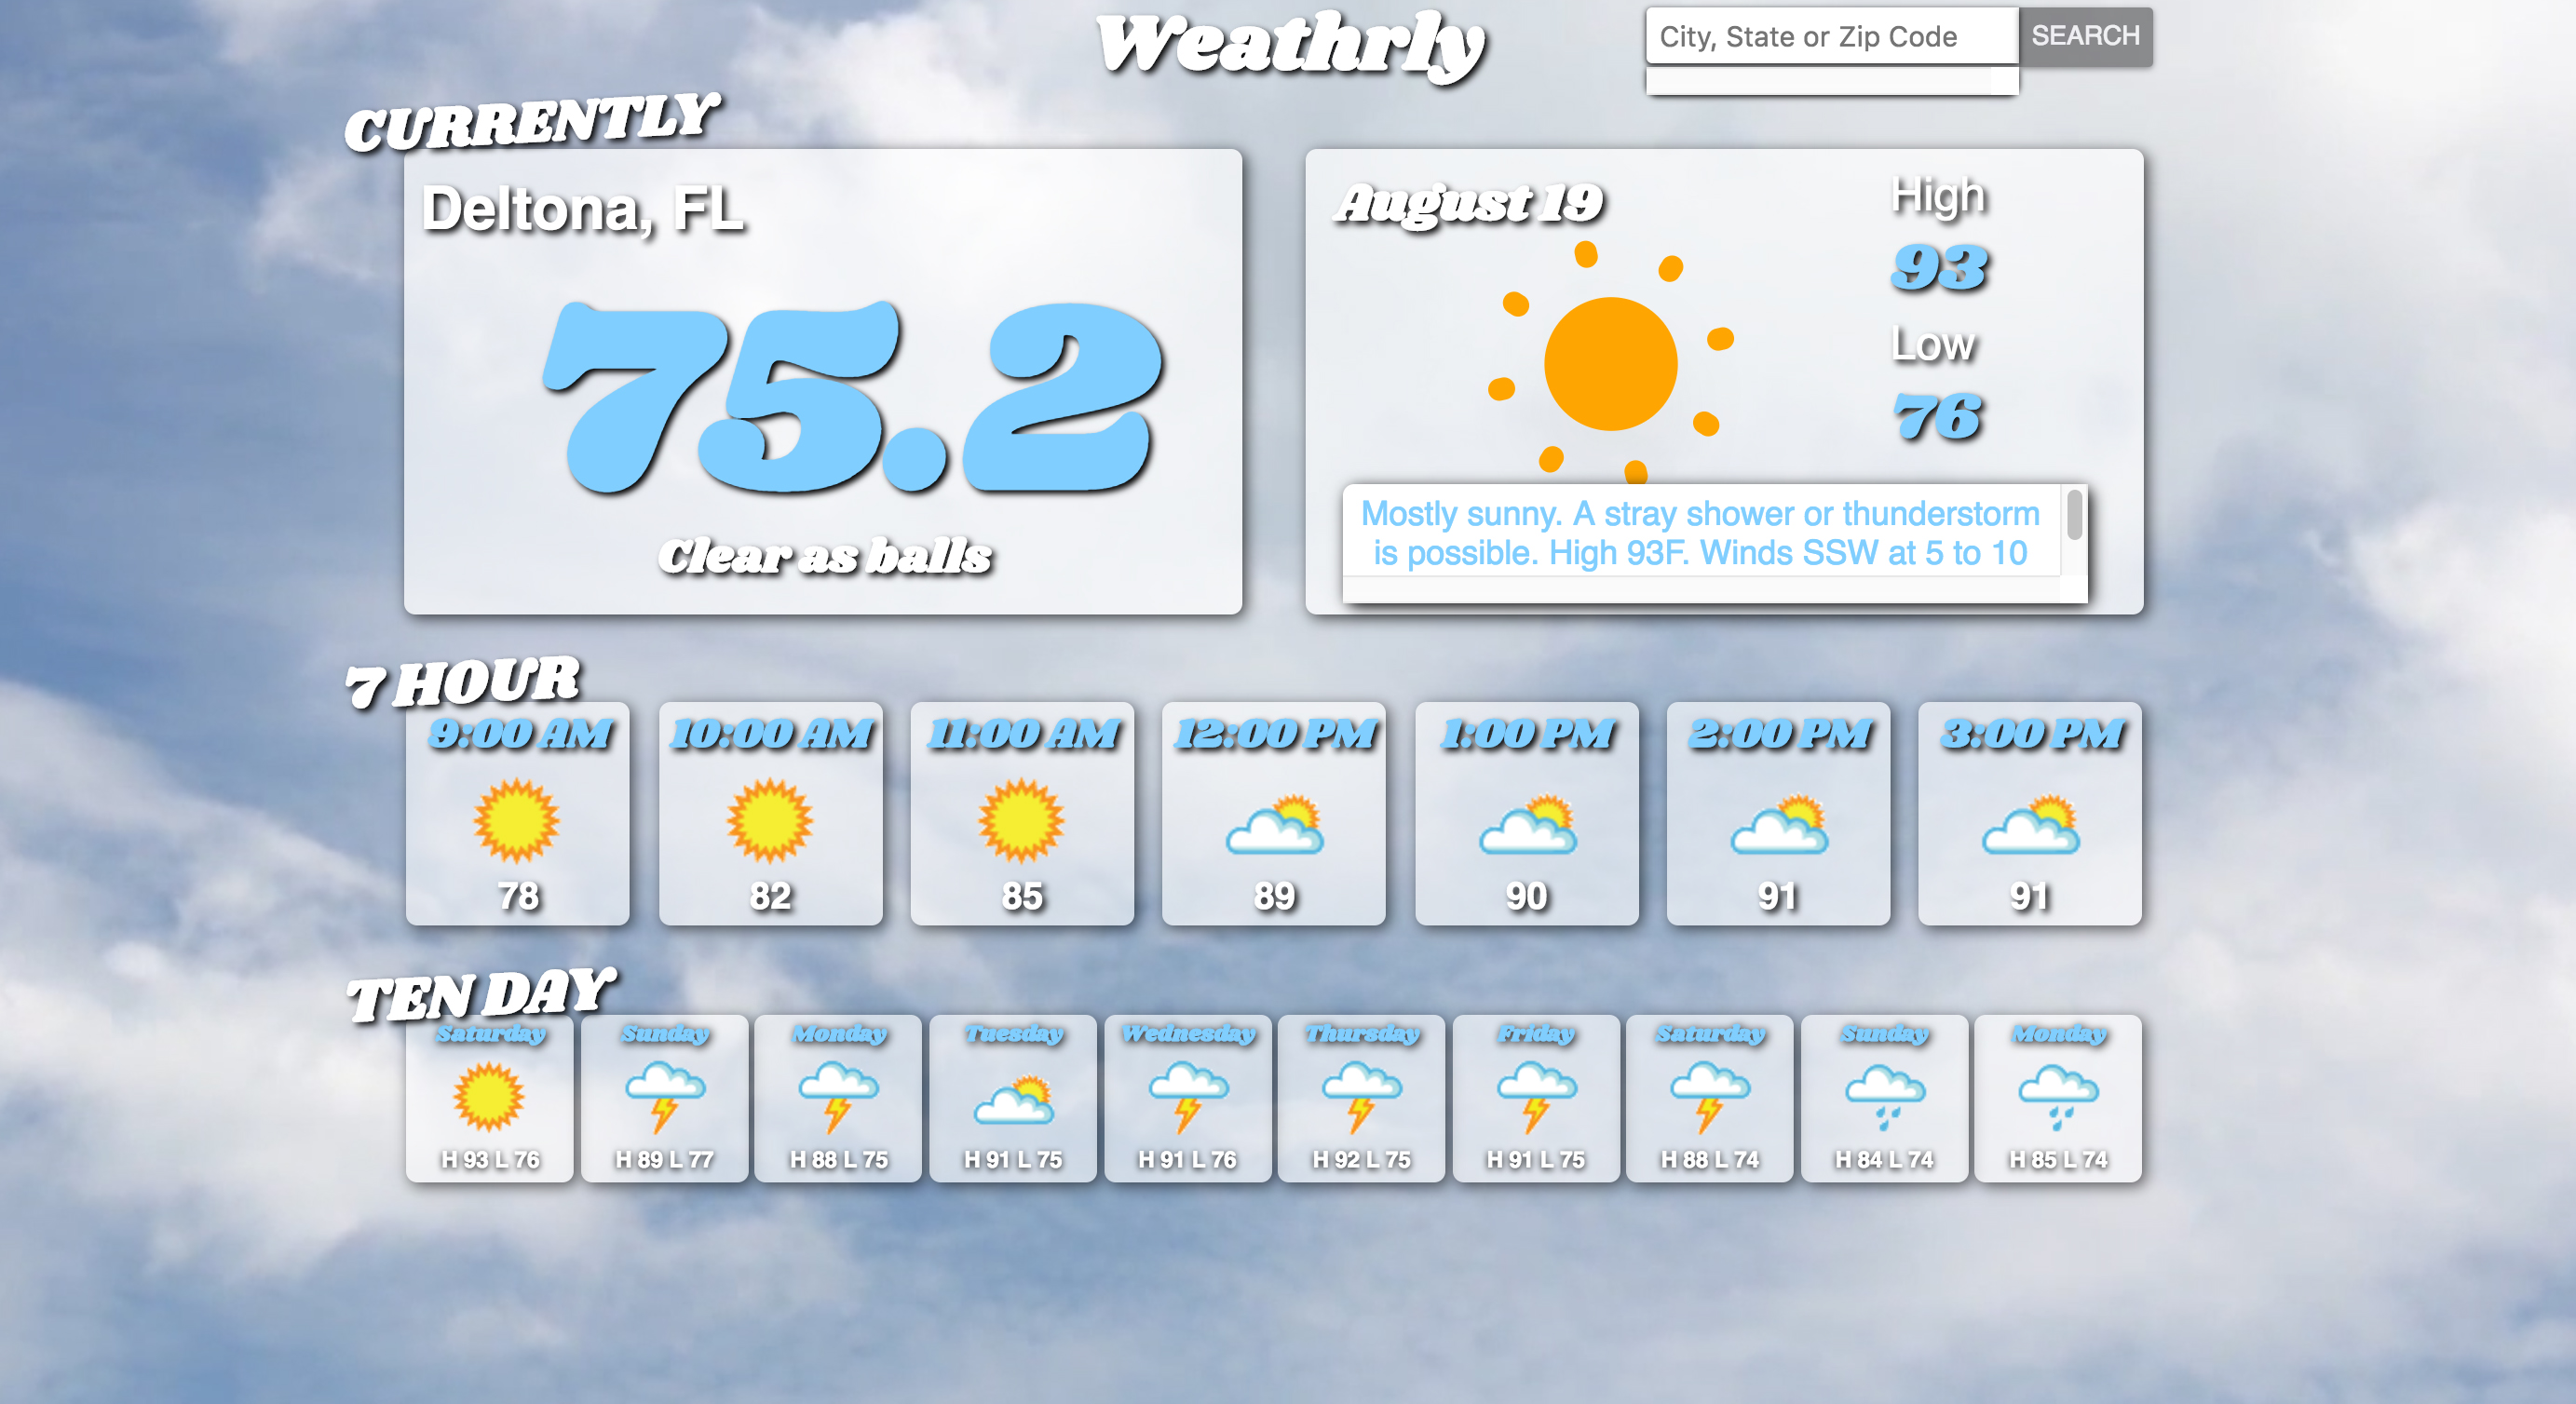 Weathrly
City, State or Zip Code
SEARCH
CURRENTLY
Deltona, FL
75.2
Clear as balls
August 19
High
93
Low
76
Mostly sunny. A stray shower or thunderstorm
is possible. High 93F. Winds SSW at 5 to 10
7 HOUR
9:00 AM
78
10:00 AM
82
11:00 AM
85
12:00 PM
89
1:00 PM
90
2:00 PM
91
3:00 PM
91
TEN DAY
Saturday
H 93 L 76
Sunday
H 89 L 77
Monday
H 88 L 75
Tuesday
H 91 L 75
Wednesday
H 91 L 76
Thursday
H 92 L 75
Friday
H 91 L 75
Saturday
H 88 L 74
Sunday
H 84 L 74
Monday
H 85 L 74